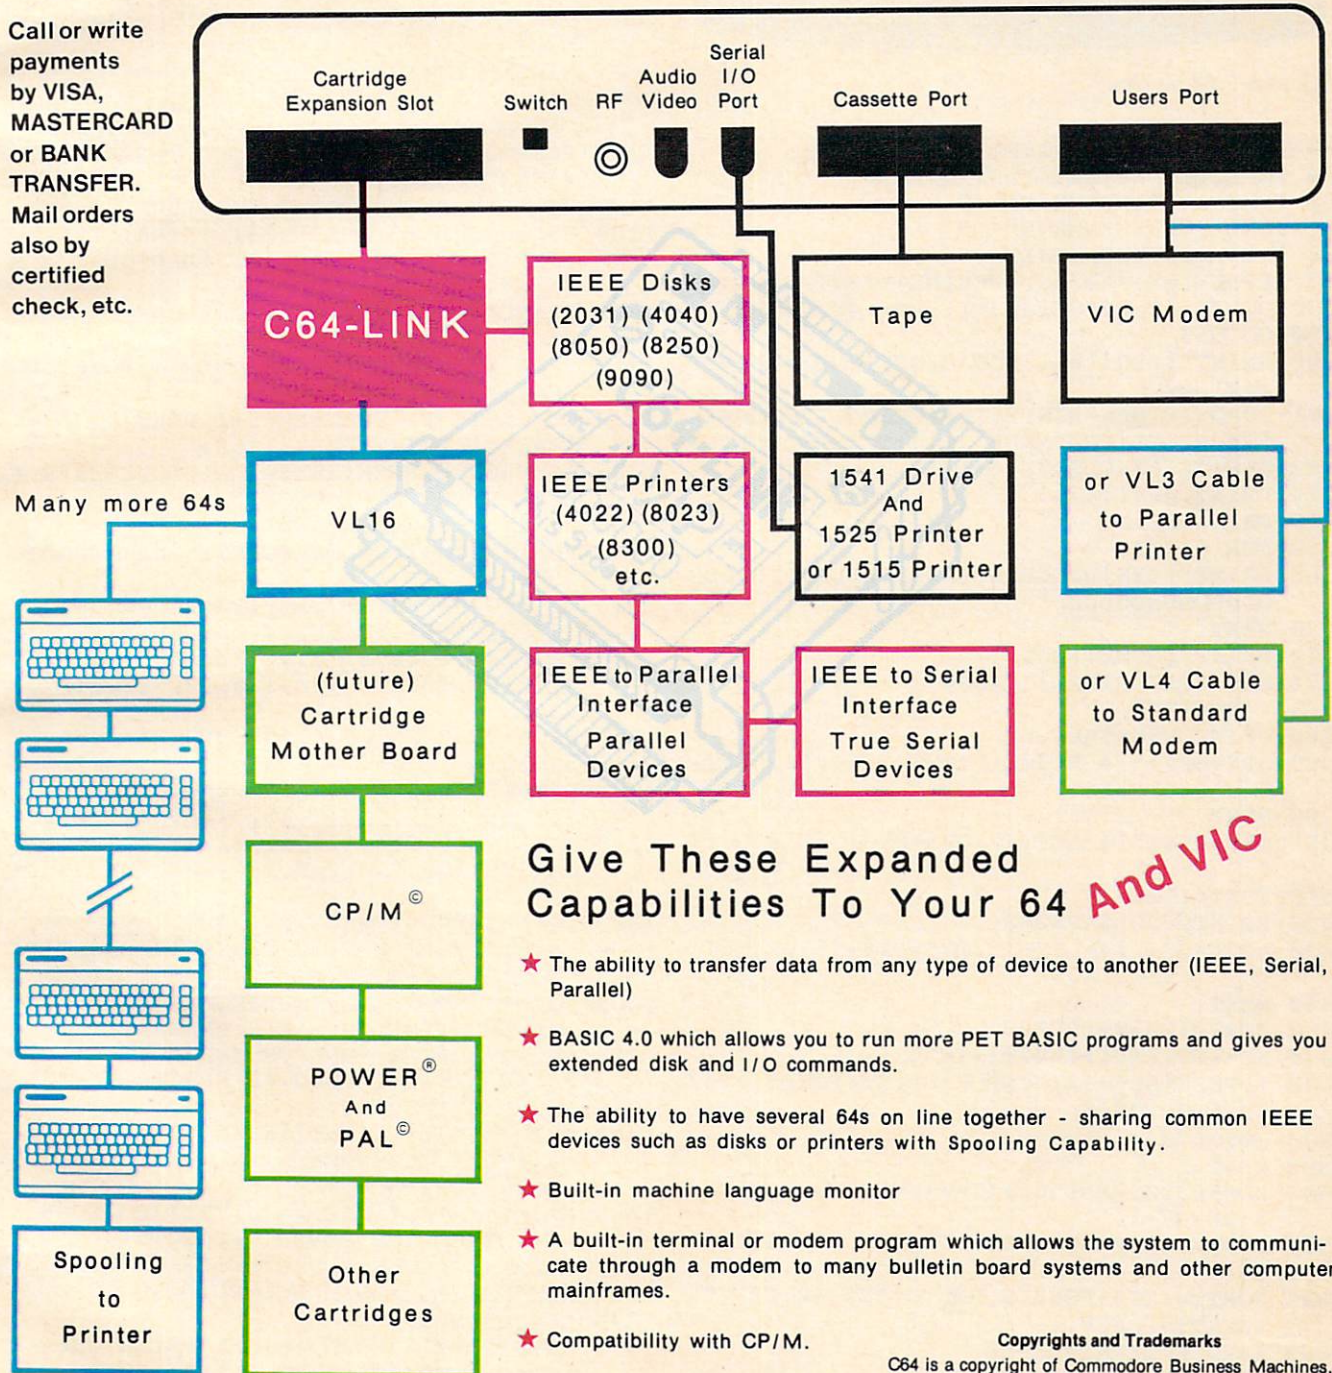 Call or write
payments
by VISA,
MASTERCARD
or BANK
TRANSFER.
Mail orders
also by
certified
check, etc.
Cartridge
Expansion Slot
Switch
RF
Audio
Video
Serial
I/O
Port
Cassette Port
Users Port
C64-LINK
IEEE Disks
(2031) (4040)
(8050) (8250)
(9090)
Tape
VIC Modem
Many more 64s
VL16
IEEE Printers
(4022) (8023)
(8300)
etc.
1541 Drive
And
1525 Printer
or 1515 Printer
or VL3 Cable
to Parallel
Printer
(future)
Cartridge
Mother Board
IEEE to Parallel
Interface
Parallel
Devices
IEEE to Serial
Interface
True Serial
Devices
or VL4 Cable
to Standard
Modem
CP/M©
POWER®
And
PAL©
Other
Cartridges
Spooling
to
Printer
Give These Expanded
Capabilities To Your 64 And VIC
★ The ability to transfer data from any type of device to another (IEEE, Serial,
Parallel)
★ BASIC 4.0 which allows you to run more PET BASIC programs and gives you
extended disk and I/O commands.
★ The ability to have several 64s on line together - sharing common IEEE
devices such as disks or printers with Spooling Capability.
★ Built-in machine language monitor
★ A built-in terminal or modem program which allows the system to communi-
cate through a modem to many bulletin board systems and other computer
mainframes.
★ Compatibility with CP/M.
Copyrights and Trademarks
C64 is a copyright of Commodore Business Machines,
C64-LINK